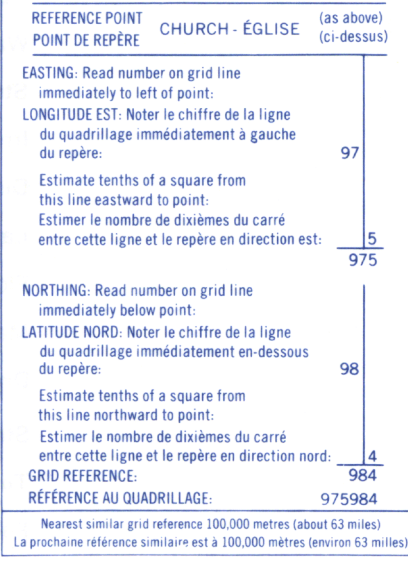 REFERENCE POINT CHURCH - ÉGLISE (as above)
POINT DE REPÈRE (ci-dessus)
EASTING: Read number on grid line
immediately to left of point:
LONGITUDE EST: Noter le chiffre de la ligne
du quadrillage immédiatement à gauche
du repère: 97
Estimate tenths of a square from
this line eastward to point:
Estimer le nombre de dixièmes du carré
entre cette ligne et le repère en direction est: 5
975
NORTHING: Read number on grid line
immediately below point:
LATITUDE NORD: Noter le chiffre de la ligne
du quadrillage immédiatement en-dessous
du repère: 98
Estimate tenths of a square from
this line northward to point:
Estimer le nombre de dixièmes du carré
entre cette ligne et le repère en direction nord: 4
GRID REFERENCE: 984
RÉFÉRENCE AU QUADRILLAGE: 975984
Nearest similar grid reference 100,000 metres (about 63 miles)
La prochaine référence similaire est à 100,000 mètres (environ 63 milles)